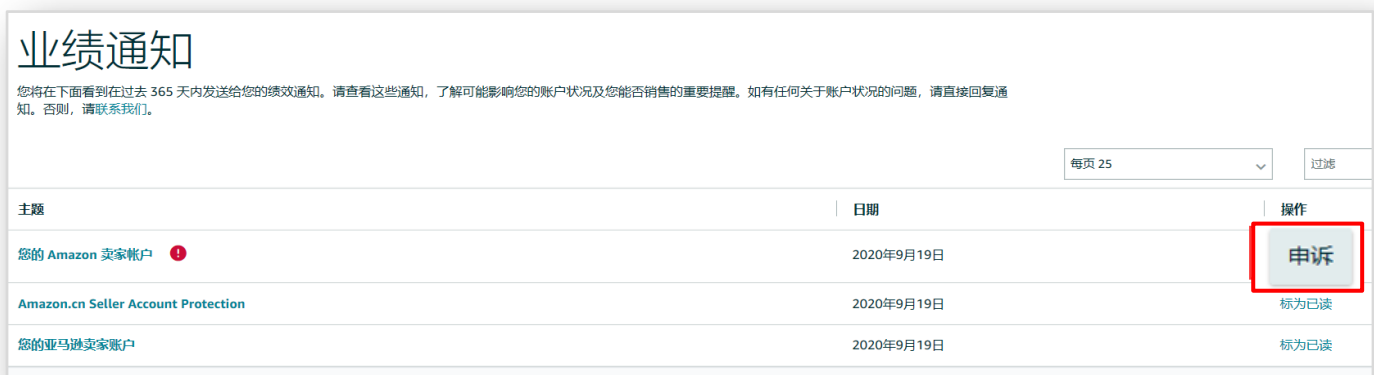 业绩通知
您将在下面看到在过去 365 天内发送给您的绩效通知。请查看这些通知，了解可能影响您的账户状况及您能否销售的重要提醒。如有任何关于账户状况的问题，请直接回复通
知。否则，请联系我们。
每页 25 过滤
主题 日期 操作
您的 Amazon 卖家帐户 2020年9月19日 申诉
Amazon.cn Seller Account Protection 2020年9月19日 标为已读
您的亚马逊卖家账户 2020年9月19日 标为已读